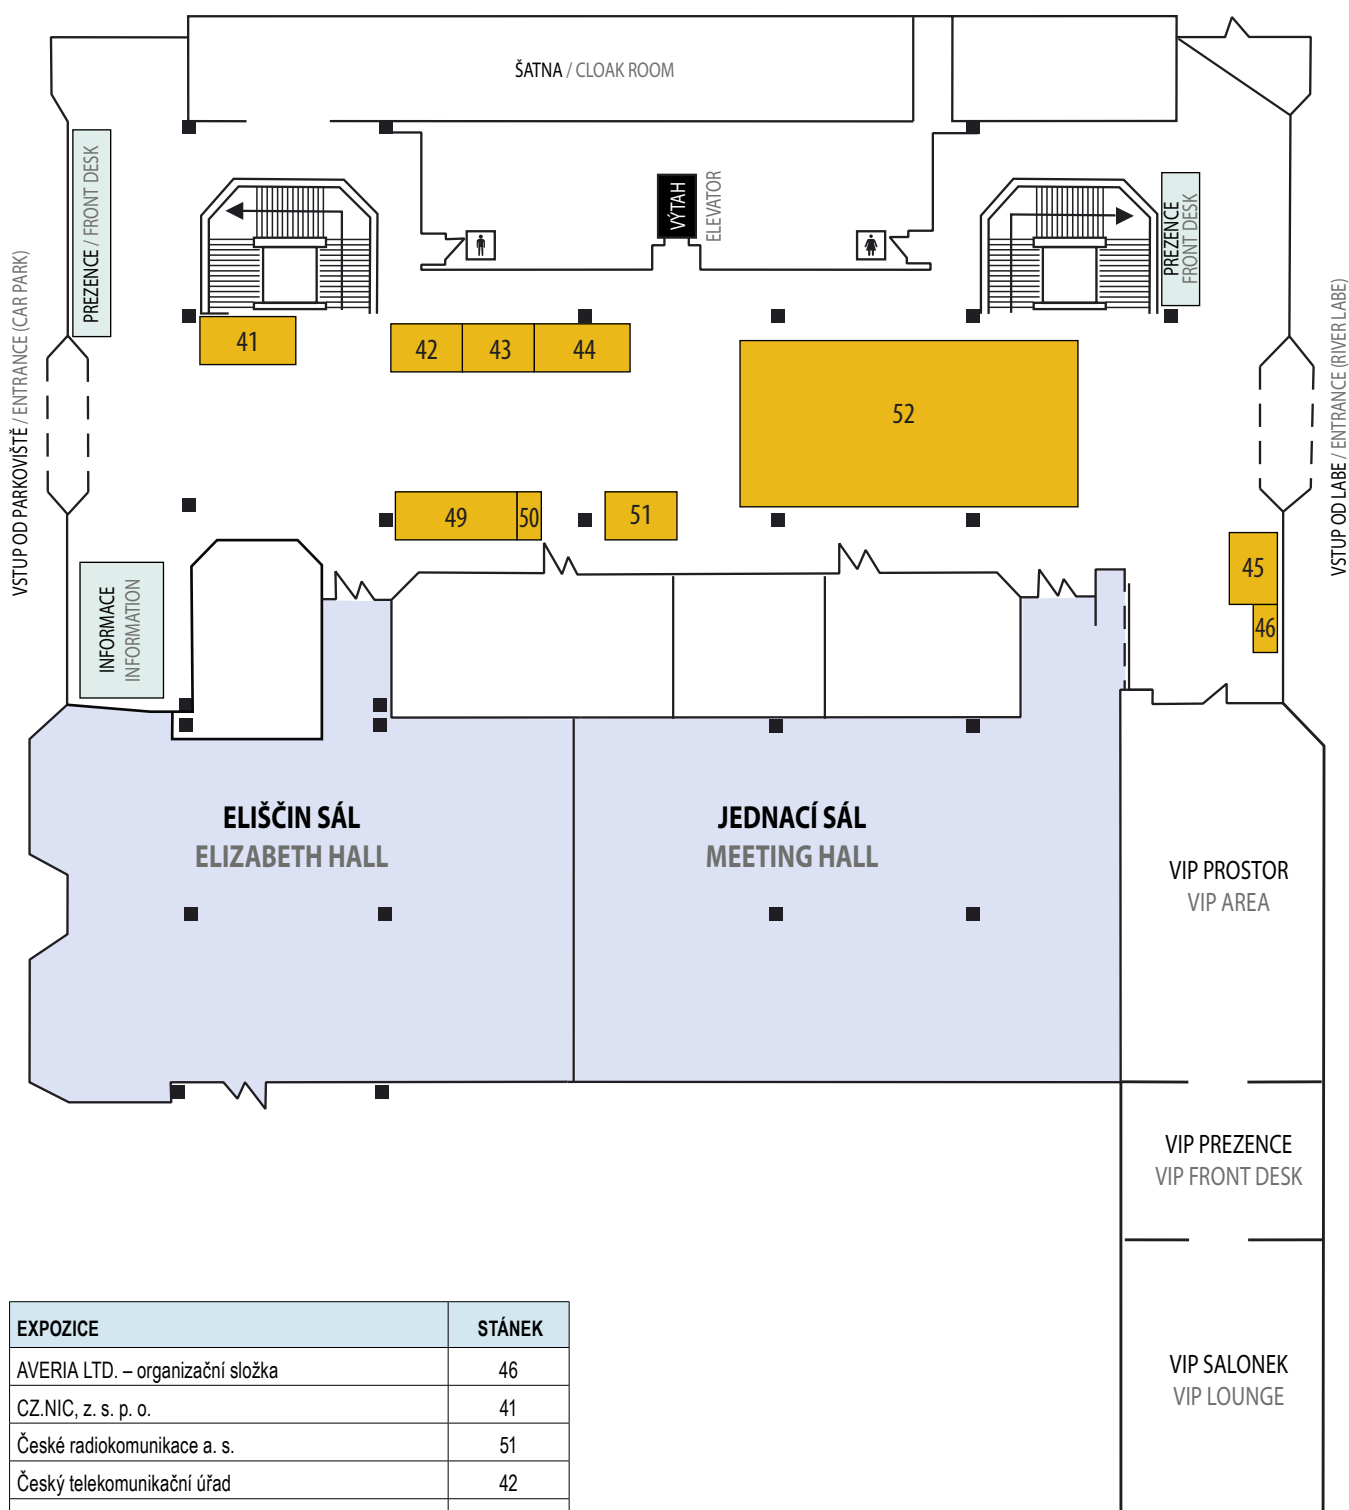 ŠATNA / CLOAK ROOM
PREZENCE / FRONT DESK
VÝTAH
ELEVATOR
PREZENCE
FRONT DESK
VSTUP OD PARKOVIŠTĚ / ENTRANCE (CAR PARK)
VSTUP OD LABE / ENTRANCE (RIVER LABE)
41
42
43
44
52
49
50
51
45
46
INFORMACE
INFORMATION
ELIŠČIN SÁL
ELIZABETH HALL
JEDNACÍ SÁL
MEETING HALL
VIP PROSTOR
VIP AREA
VIP PREZENCE
VIP FRONT DESK
VIP SALONEK
VIP LOUNGE
EXPOZICE STÁNEK
AVERIA LTD. – organizační složka 46
CZ.NIC, z. s. p. o. 41
České radiokomunikace a. s. 51
Český telekomunikační úřad 42